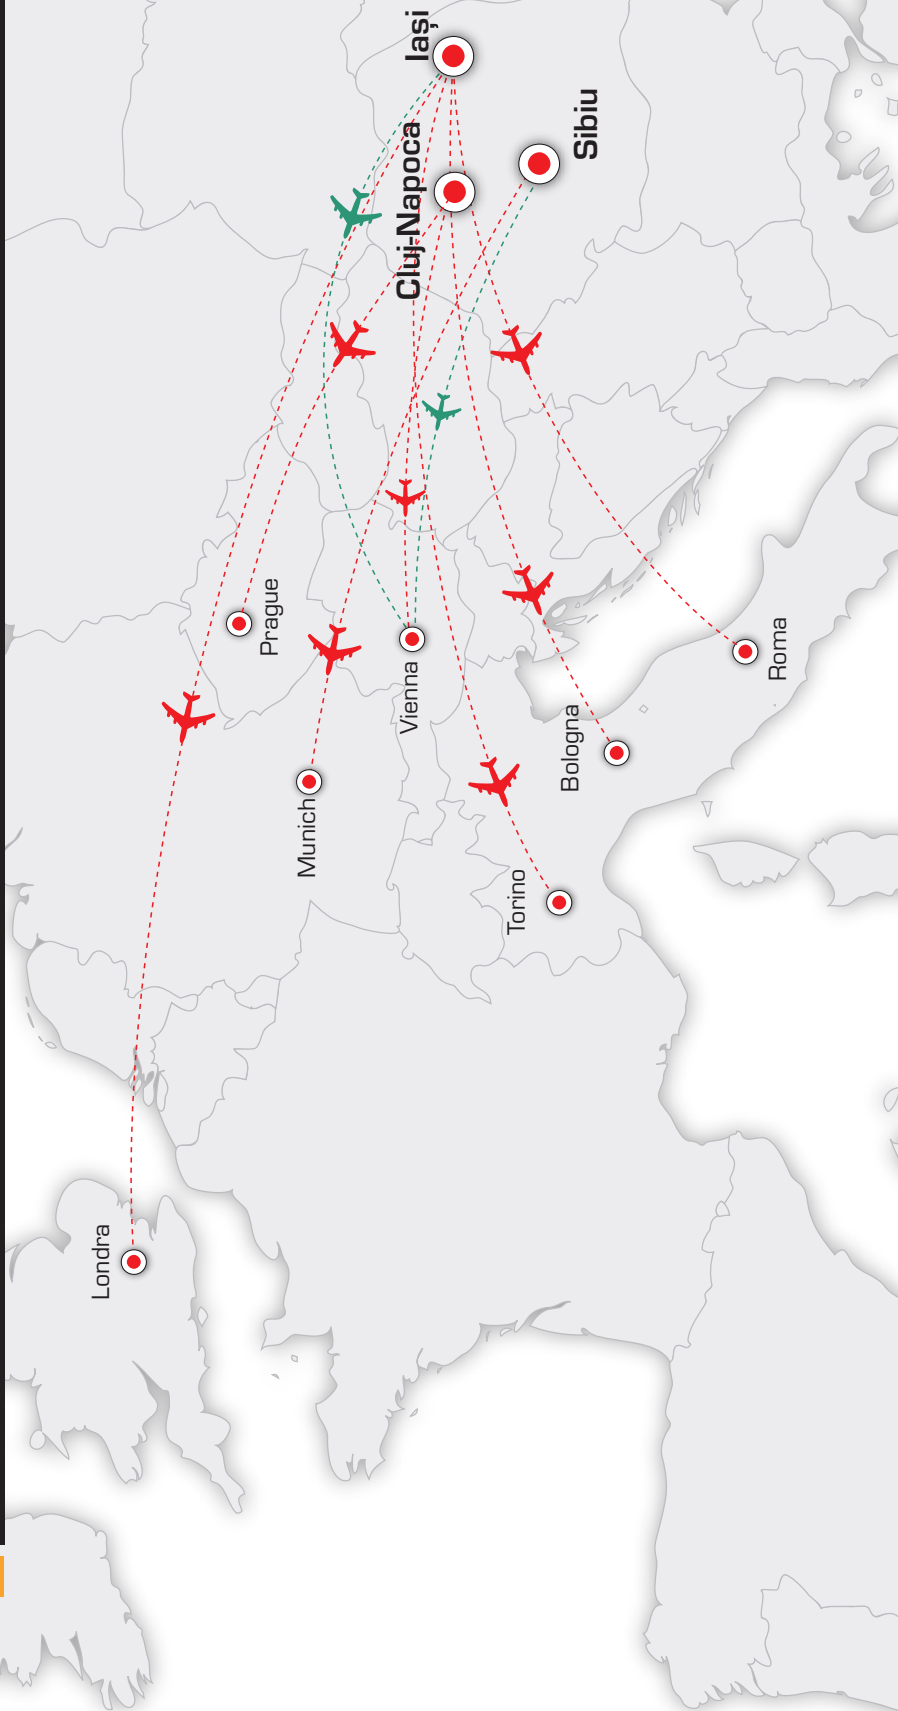 Londra
Prague
Munich
Vienna
Iași
Cluj-Napoca
Sibiu
Torino
Bologna
Roma